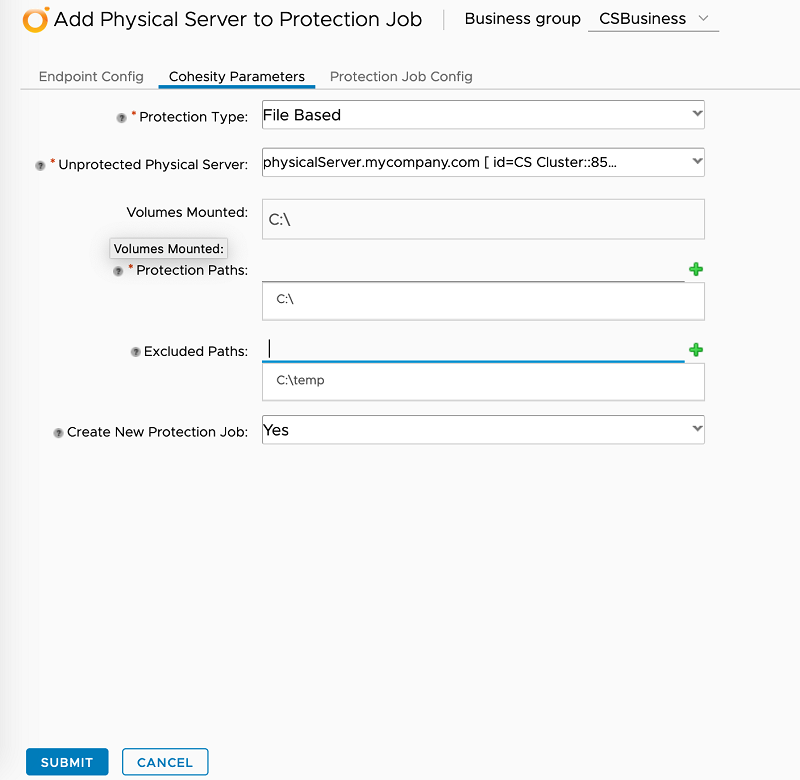 Add Physical Server to Protection Job
Business group CSBusiness
Endpoint Config Cohesity Parameters Protection Job Config
* Protection Type: File Based
* Unprotected Physical Server: physicalServer.mycompany.com [ id=CS Cluster::85...
Volumes Mounted: C:\
Volumes Mounted:
* Protection Paths:
C:\
Excluded Paths:
C:\temp
Create New Protection Job: Yes
SUBMIT CANCEL